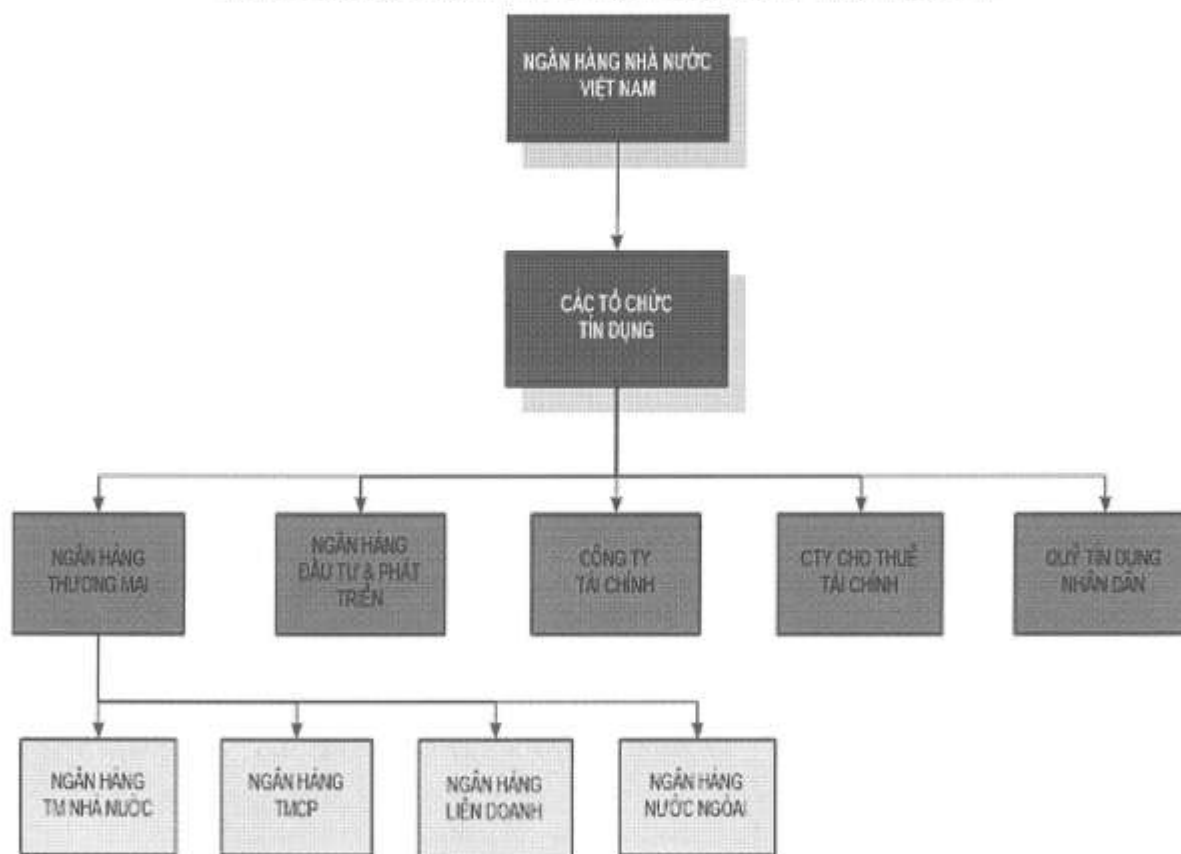 NGÂN HÀNG NHÀ NƯỚC
VIỆT NAM
CÁC TỔ CHỨC
TÍN DỤNG
NGÂN HÀNG
THƯƠNG MẠI
NGÂN HÀNG
ĐẦU TƯ & PHÁT
TRIỂN
CÔNG TY
TÀI CHÍNH
CTY CHO THUÊ
TÀI CHÍNH
QUỸ TÍN DỤNG
NHÂN DÂN
NGÂN HÀNG
TM NHÀ NƯỚC
NGÂN HÀNG
TMCP
NGÂN HÀNG
LIÊN DOANH
NGÂN HÀNG
NƯỚC NGOÀI